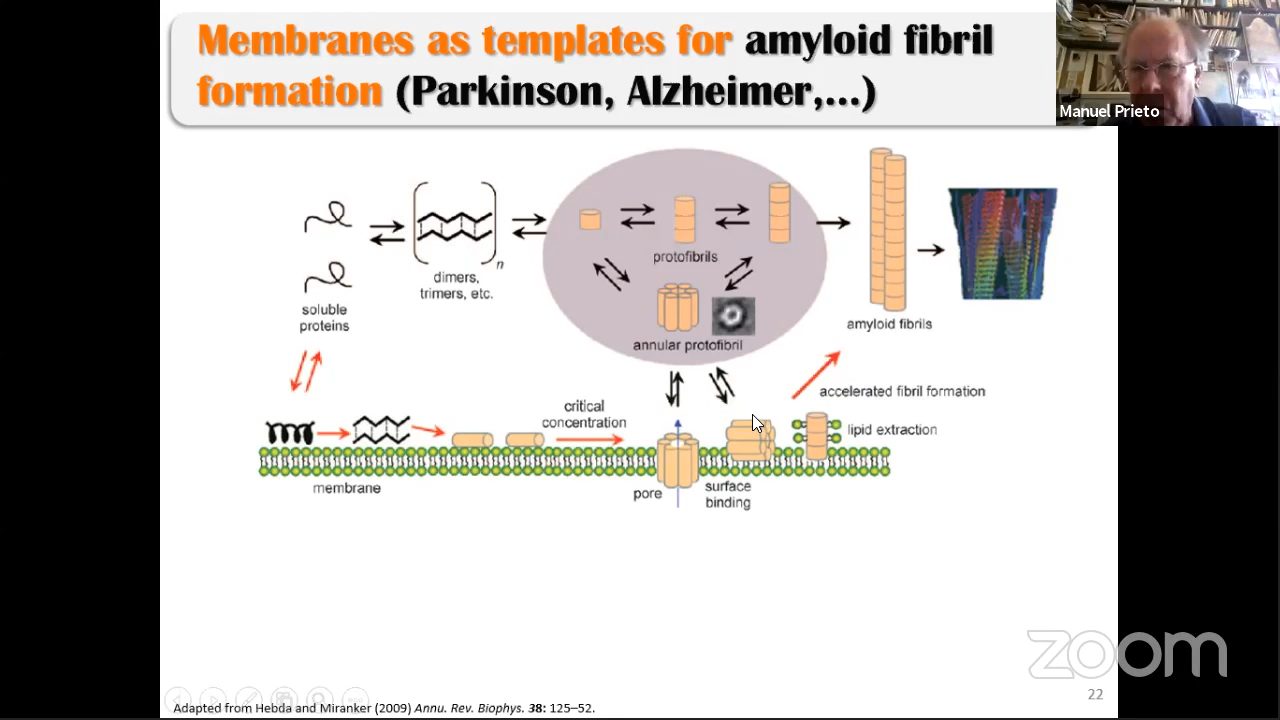 Membranes as templates for amyloid fibril
formation (Parkinson, Alzheimer,...)
Manuel Prieto
soluble
proteins
dimers,
trimers, etc.
n
protofibrils
annular protofibril
amyloid fibrils
accelerated fibril formation
critical
concentration
lipid extraction
membrane
pore
surface
binding
zoom
22
Adapted from Hebda and Miranker (2009) Annu. Rev. Biophys. 38: 125–52.